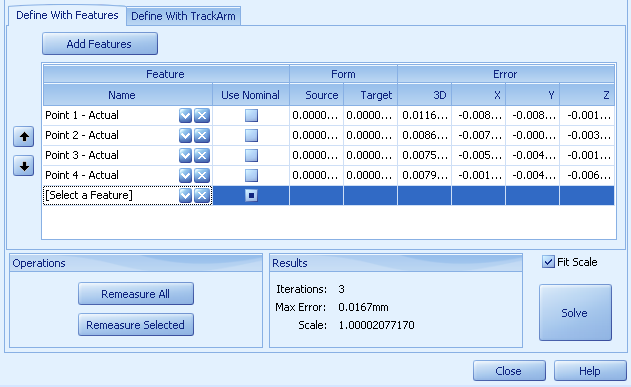 Define With Features Define With TrackArm
Add Features
Feature Form Error
Name Use Nominal Source Target 3D X Y Z
Point 1 - Actual 0.0000... 0.0000... 0.0116... -0.008... -0.008... -0.001...
Point 2 - Actual 0.0000... 0.0000... 0.0086... -0.007... -0.000... -0.003...
Point 3 - Actual 0.0000... 0.0000... 0.0075... -0.005... -0.004... -0.001...
Point 4 - Actual 0.0000... 0.0000... 0.0079... -0.001... -0.004... -0.006...
[Select a Feature]
Operations Results Fit Scale
Remeasure All Iterations: 3
Max Error: 0.0167mm Solve
Remeasure Selected Scale: 1.00002077170
Close Help